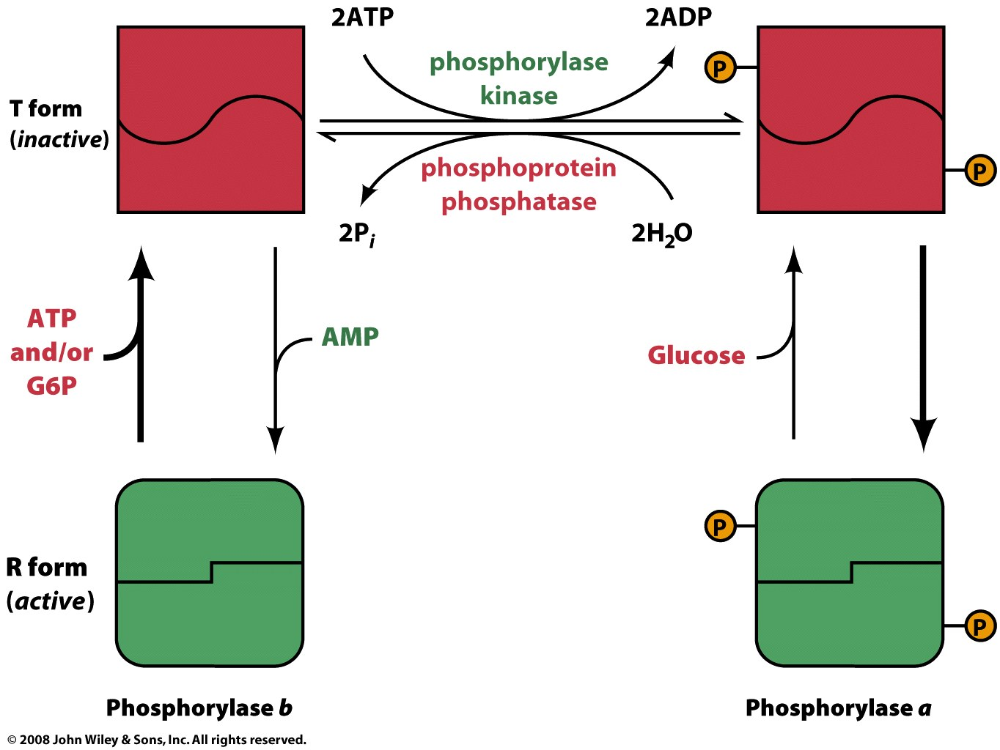 2ATP
2ADP
phosphorylase
kinase
P
T form
(inactive)
phosphoprotein
phosphatase
P
2Pi
2H2O
ATP
and/or
G6P
AMP
Glucose
P
R form
(active)
P
Phosphorylase b
Phosphorylase a
© 2008 John Wiley & Sons, Inc. All rights reserved.